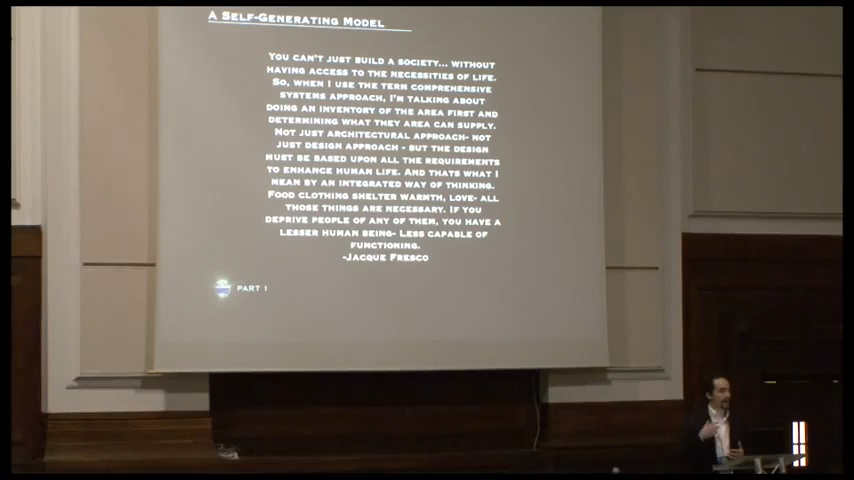 A Self-Generating Model
You can't just build a society... without
having access to the necessities of life.
So, when I use the term comprehensive
systems approach, I'm talking about
doing an inventory of the area first and
determining what they area can supply.
Not just architectural approach- not
just design approach - but the design
must be based upon all the requirements
to enhance human life. And thats what I
mean by an integrated way of thinking.
Food clothing shelter warmth, love- all
those things are necessary. If you
deprive people of any of them, you have a
lesser human being- Less capable of
functioning.
-Jacque Fresco
Part 1